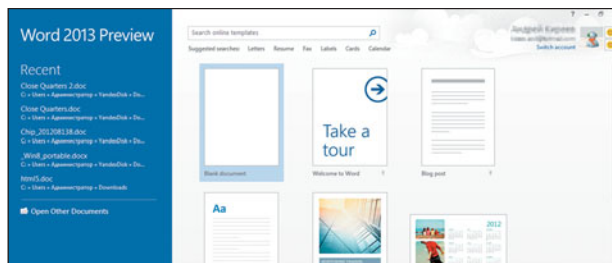 Word 2013 Preview
Search online templates
Suggested searches: Letters Resume Fax Labels Cards Calendar
Switch account
Recent
Close Quarters 2.doc
C: » Users » Администратор » YandexDisk » Do...
Close Quarters.doc
C: » Users » Администратор » YandexDisk » Do...
Chip_201208138.doc
C: » Users » Администратор » YandexDisk » Do...
_Win8_portable.docx
C: » Users » Администратор » YandexDisk » Do...
html5.doc
C: » Users » Администратор » Downloads
Open Other Documents
Take a
tour
Blank document
Welcome to Word
Blog post
Aa
2012